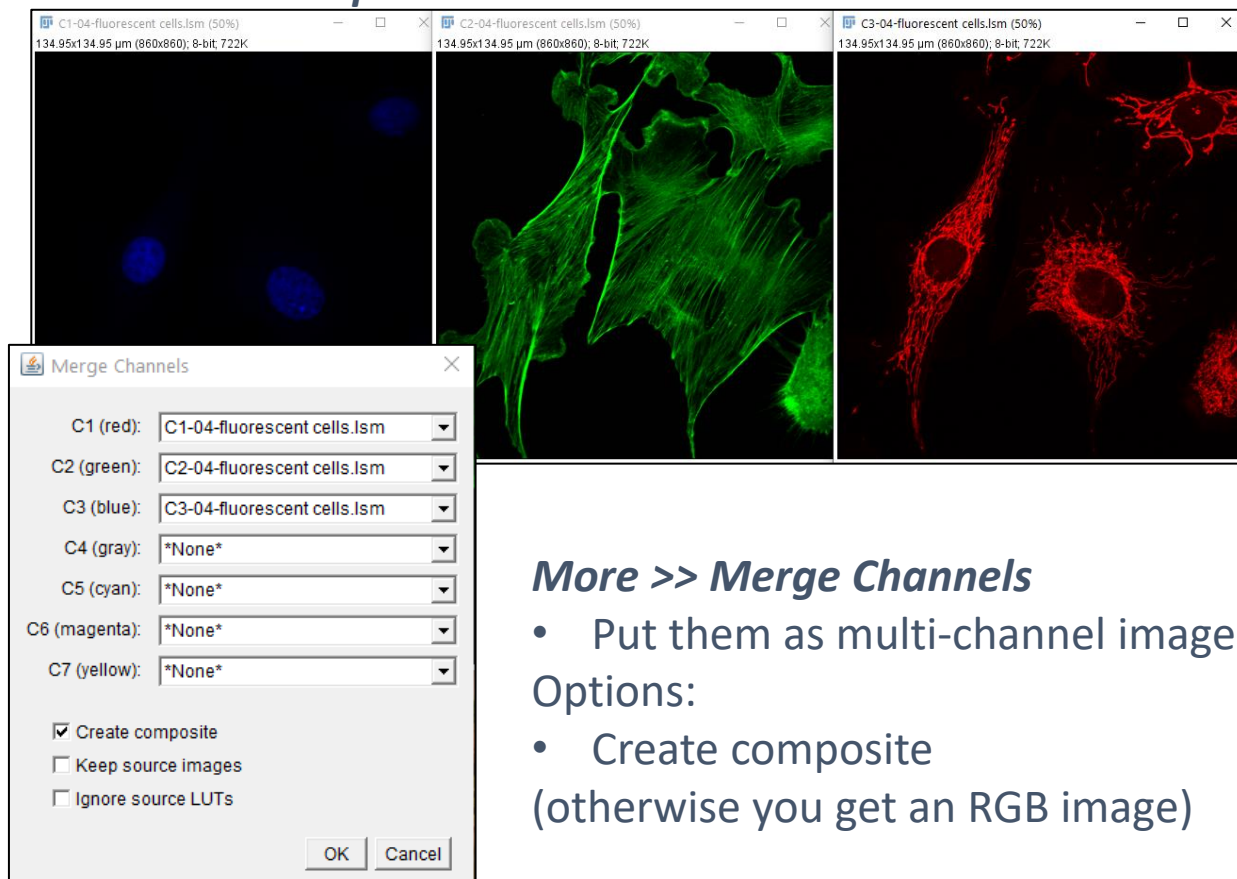 C1-04-fluorescent cells.lsm (50%)
134.95x134.95 µm (860x860); 8-bit; 722K
C2-04-fluorescent cells.lsm (50%)
134.95x134.95 µm (860x860); 8-bit; 722K
C3-04-fluorescent cells.lsm (50%)
134.95x134.95 µm (860x860); 8-bit; 722K
Merge Channels
C1 (red): C1-04-fluorescent cells.lsm
C2 (green): C2-04-fluorescent cells.lsm
C3 (blue): C3-04-fluorescent cells.lsm
C4 (gray): *None*
C5 (cyan): *None*
C6 (magenta): *None*
C7 (yellow): *None*
Create composite
Keep source images
Ignore source LUTs
OK Cancel
More >> Merge Channels
• Put them as multi-channel image
Options:
• Create composite
(otherwise you get an RGB image)